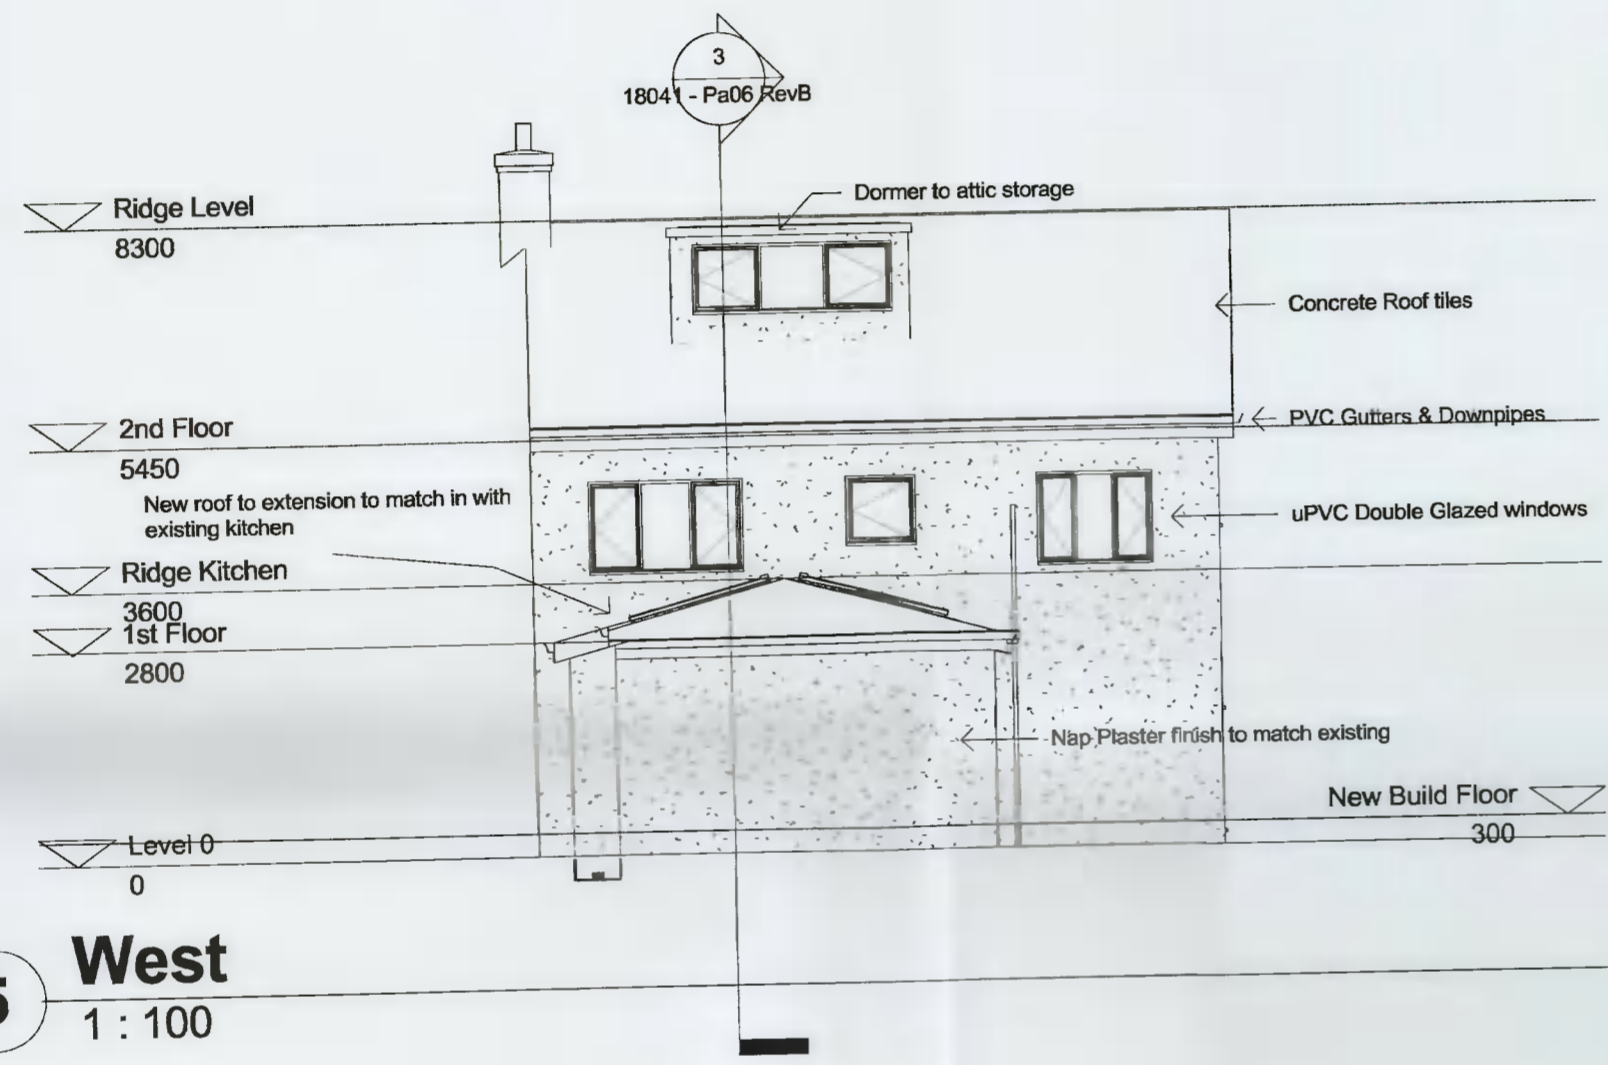 3
18041 - Pa06 RevB
Dormer to attic storage
Ridge Level
8300
Concrete Roof tiles
PVC Gutters & Downpipes
2nd Floor
5450
New roof to extension to match in with
existing kitchen
uPVC Double Glazed windows
Ridge Kitchen
3600
1st Floor
2800
Nap Plaster finish to match existing
New Build Floor
300
Level 0
0
5
West
1 : 100